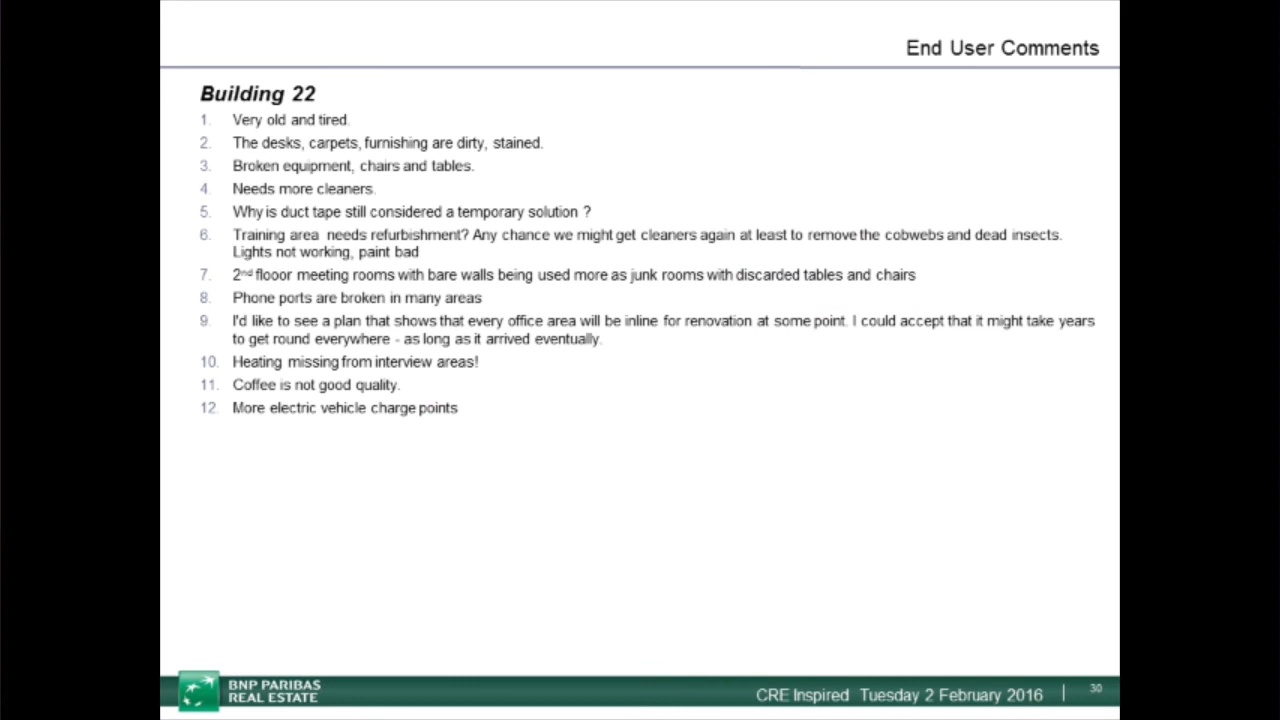 End User Comments
Building 22
1. Very old and tired.
2. The desks, carpets, furnishing are dirty, stained.
3. Broken equipment, chairs and tables.
4. Needs more cleaners.
5. Why is duct tape still considered a temporary solution ?
6. Training area needs refurbishment? Any chance we might get cleaners again at least to remove the cobwebs and dead insects.
Lights not working, paint bad
7. 2nd flooor meeting rooms with bare walls being used more as junk rooms with discarded tables and chairs
8. Phone ports are broken in many areas
9. I'd like to see a plan that shows that every office area will be inline for renovation at some point. I could accept that it might take years
to get round everywhere - as long as it arrived eventually.
10. Heating missing from interview areas!
11. Coffee is not good quality.
12. More electric vehicle charge points
BNP PARIBAS
REAL ESTATE
CRE Inspired Tuesday 2 February 2016 | 30